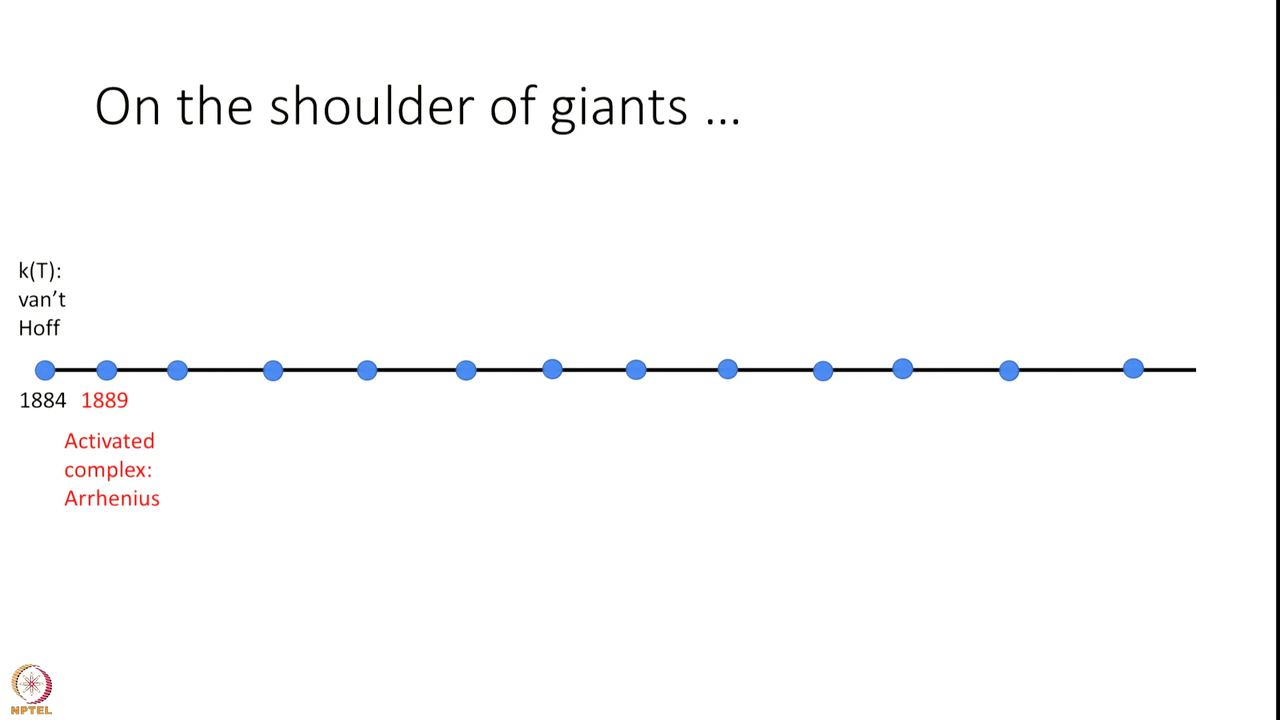 On the shoulder of giants ...
k(T):
van't
Hoff
1884 1889
Activated
complex:
Arrhenius
NPTEL